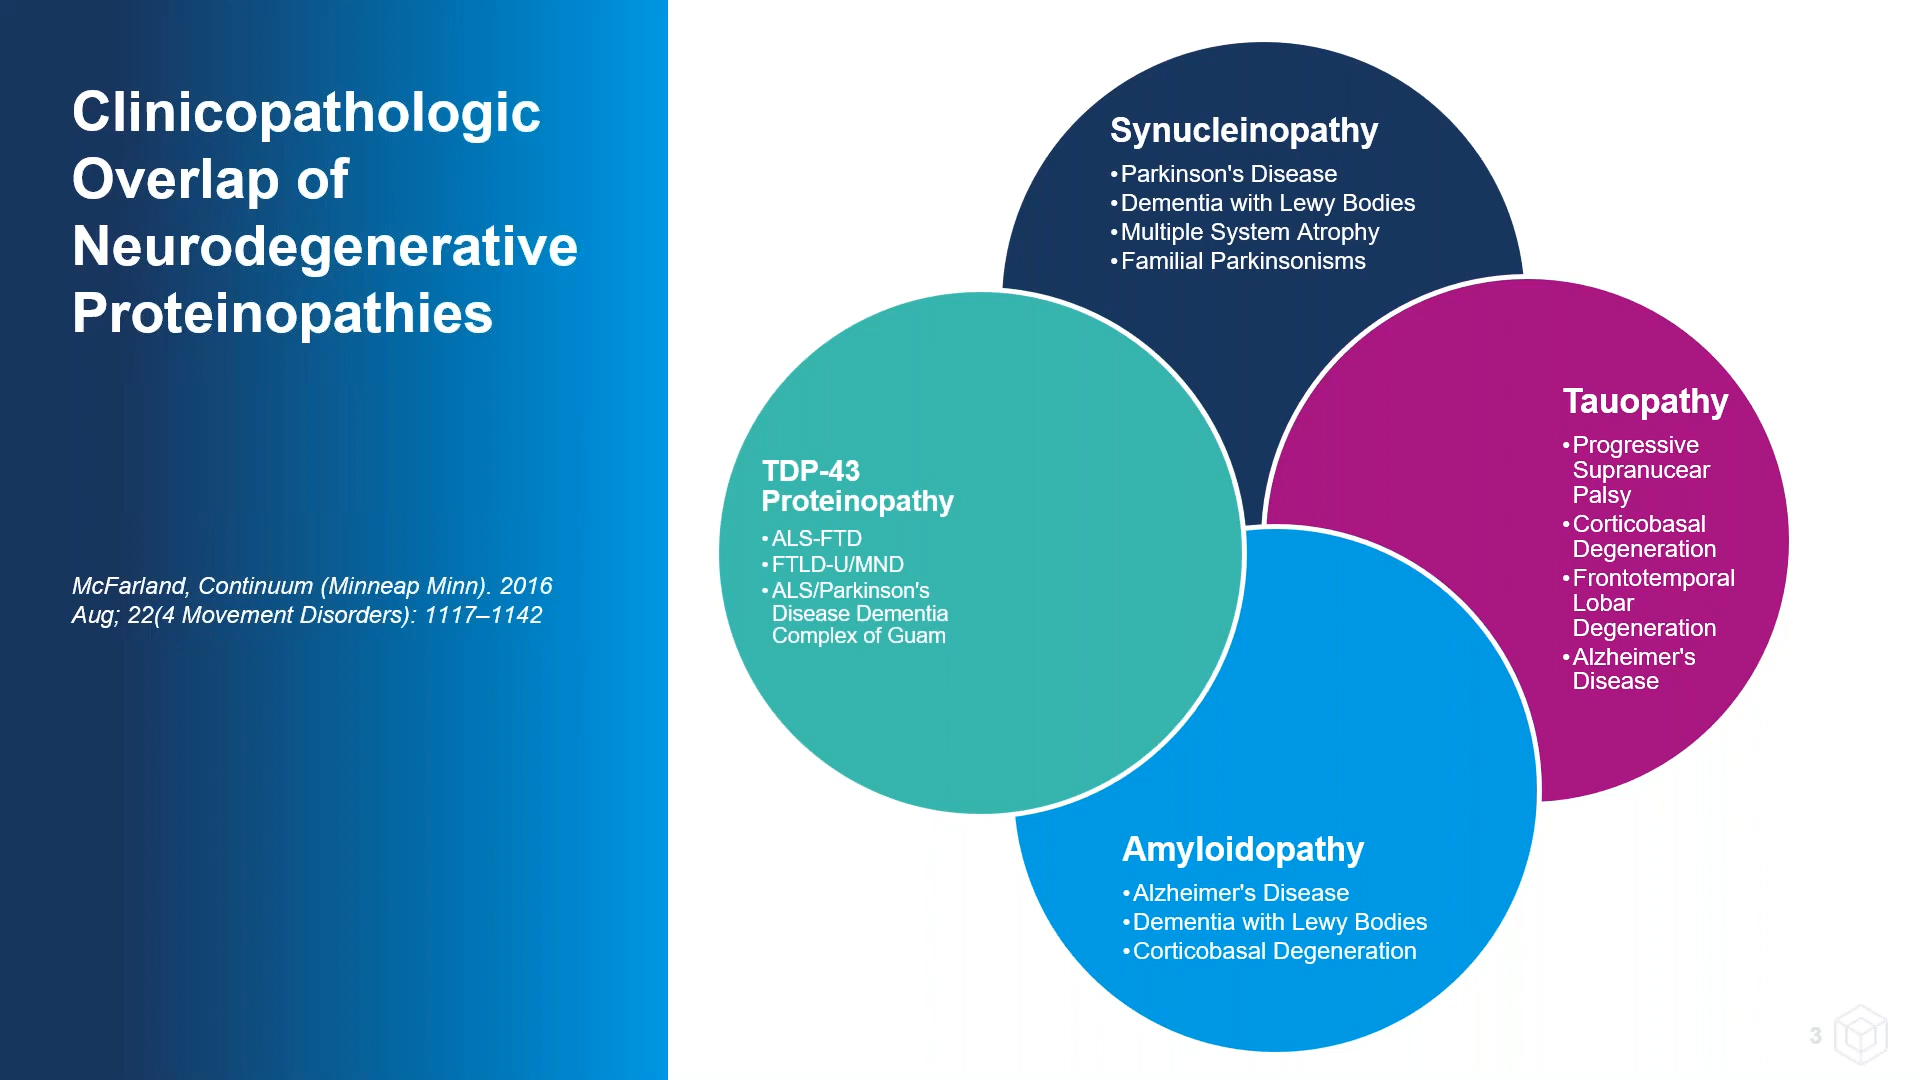 Clinicopathologic
Overlap of
Neurodegenerative
Proteinopathies
McFarland, Continuum (Minneap Minn). 2016
Aug; 22(4 Movement Disorders): 1117–1142
Synucleinopathy
•Parkinson's Disease
•Dementia with Lewy Bodies
•Multiple System Atrophy
•Familial Parkinsonisms
Tauopathy
•Progressive
Supranucear
Palsy
•Corticobasal
Degeneration
•Frontotemporal
Lobar
Degeneration
•Alzheimer's
Disease
TDP-43
Proteinopathy
•ALS-FTD
•FTLD-U/MND
•ALS/Parkinson's
Disease Dementia
Complex of Guam
Amyloidopathy
•Alzheimer's Disease
•Dementia with Lewy Bodies
•Corticobasal Degeneration
3